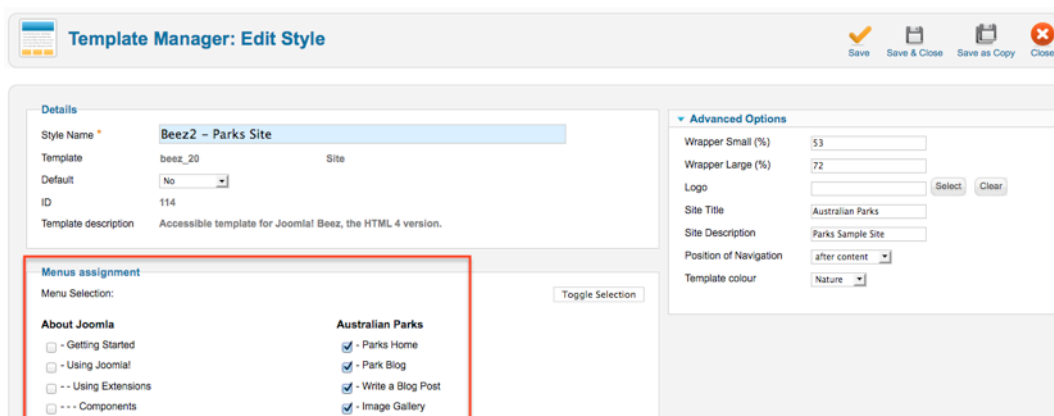 Template Manager: Edit Style
Save Save & Close Save as Copy Close
Details
Style Name * Beez2 – Parks Site
Template beez_20 Site
Default No
ID 114
Template description Accessible template for Joomla! Beez, the HTML 4 version.
Menus assignment
Menu Selection: Toggle Selection
About Joomla Australian Parks
- Getting Started - Parks Home
- Using Joomla! - Park Blog
- - Using Extensions - Write a Blog Post
- - - Components - Image Gallery
Advanced Options
Wrapper Small (%) 53
Wrapper Large (%) 72
Logo Select Clear
Site Title Australian Parks
Site Description Parks Sample Site
Position of Navigation after content
Template colour Nature